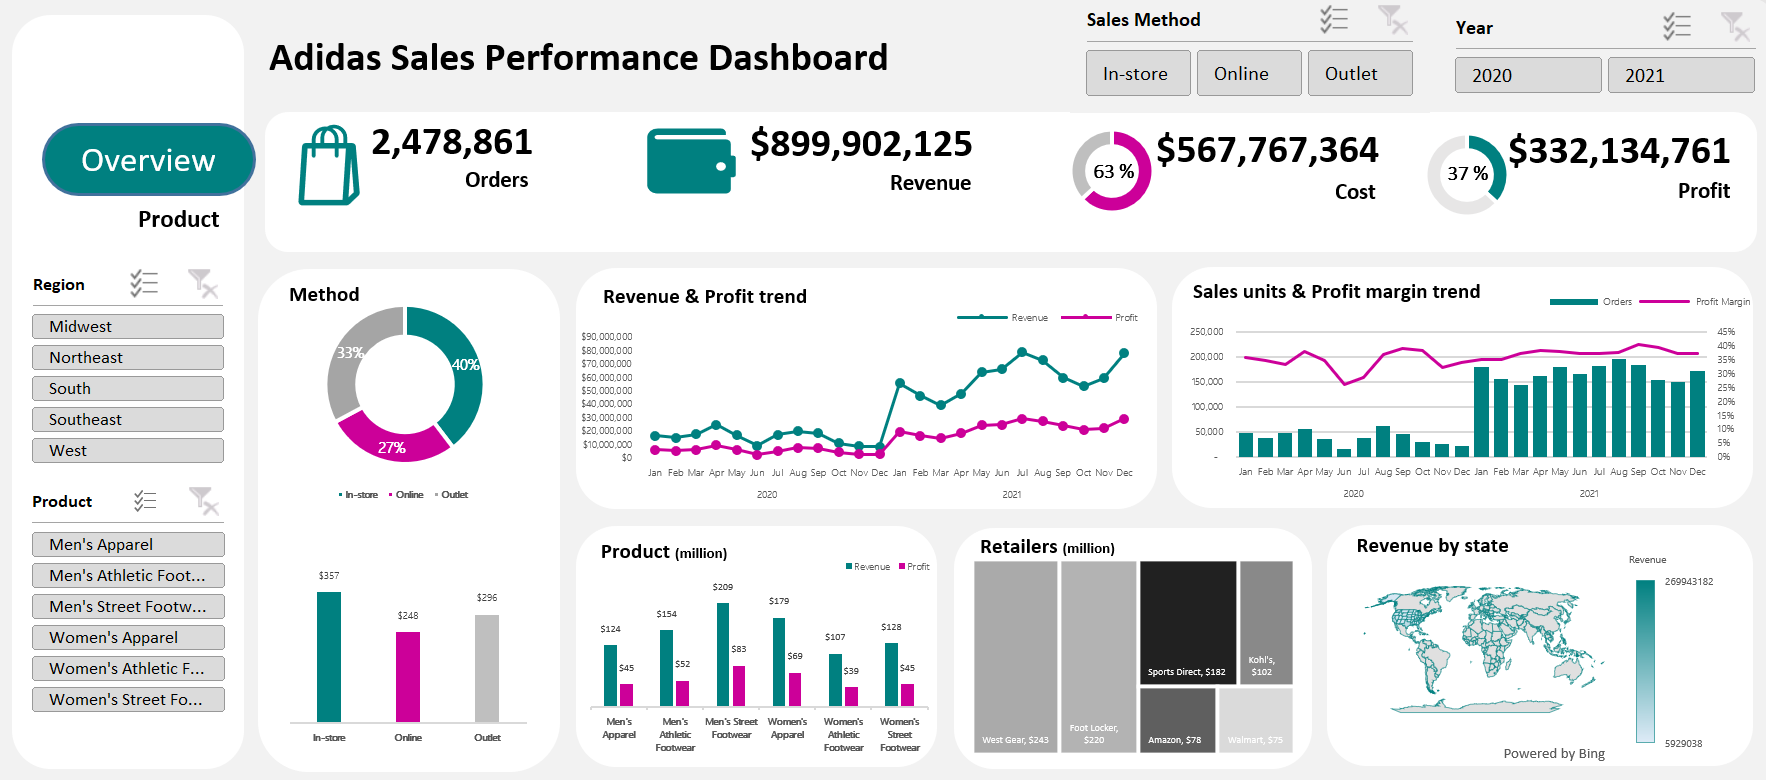 Adidas Sales Performance Dashboard
Sales Method
In-store
Online
Outlet
Year
2020
2021
Overview
Product
2,478,861
Orders
$899,902,125
Revenue
63 %
$567,767,364
Cost
37 %
$332,134,761
Profit
Region
Midwest
Northeast
South
Southeast
West
Product
Men's Apparel
Men's Athletic Foot...
Men's Street Footw...
Women's Apparel
Women's Athletic F...
Women's Street Fo...
Method
33%
40%
27%
In-store
Online
Outlet
$357
$248
$296
In-store
Online
Outlet
Revenue & Profit trend
Revenue
Profit
$90,000,000
$80,000,000
$70,000,000
$60,000,000
$50,000,000
$40,000,000
$30,000,000
$20,000,000
$10,000,000
$0
Jan Feb Mar Apr May Jun Jul Aug Sep Oct Nov Dec Jan Feb Mar Apr May Jun Jul Aug Sep Oct Nov Dec
2020 2021
Sales units & Profit margin trend
Orders
Profit Margin
250,000
200,000
150,000
100,000
50,000
-
45%
40%
35%
30%
25%
20%
15%
10%
5%
0%
Jan Feb Mar Apr May Jun Jul Aug Sep Oct Nov Dec Jan Feb Mar Apr May Jun Jul Aug Sep Oct Nov Dec
2020 2021
Product (million)
Revenue
Profit
$124
$45
$154
$52
$209
$83
$179
$69
$107
$39
$128
$45
Men's
Apparel
Men's
Athletic
Footwear
Men's Street
Footwear
Women's
Apparel
Women's
Athletic
Footwear
Women's
Street
Footwear
Retailers (million)
West Gear, $243
Foot Locker,
$220
Sports Direct, $182
Kohl's,
$102
Amazon, $78
Walmart, $75
Revenue by state
Revenue
269943182
5929038
Powered by Bing